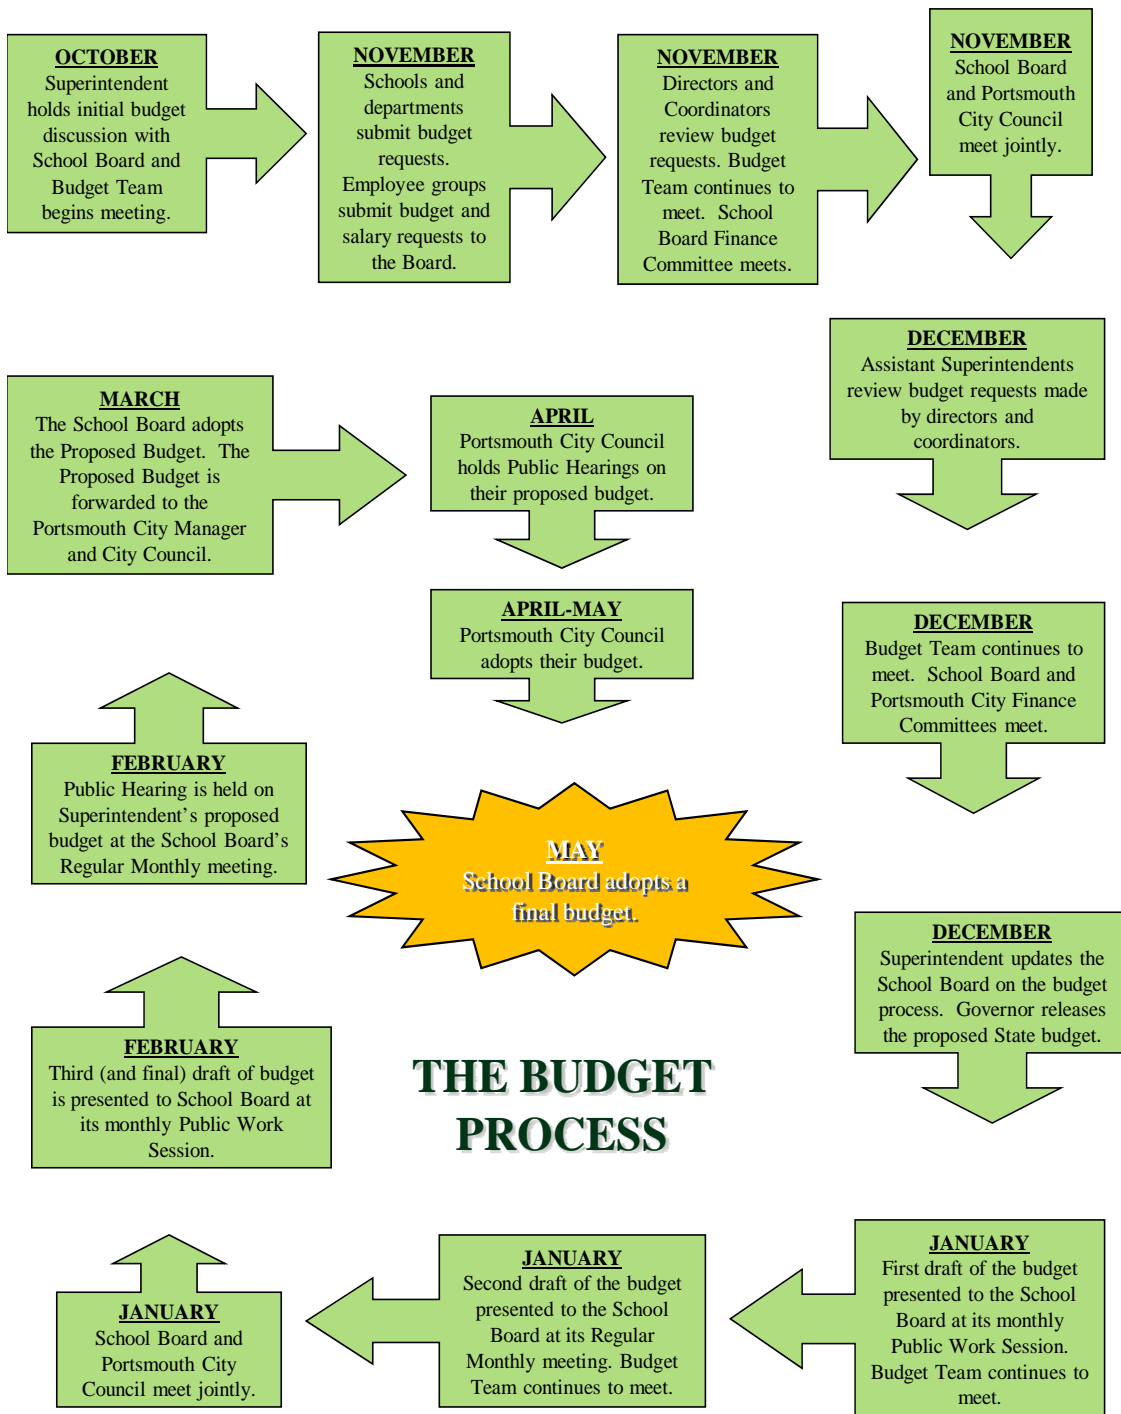 OCTOBER
Superintendent
holds initial budget
discussion with
School Board and
Budget Team
begins meeting.
NOVEMBER
Schools and
departments
submit budget
requests.
Employee groups
submit budget and
salary requests to
the Board.
NOVEMBER
Directors and
Coordinators
review budget
requests. Budget
Team continues to
meet. School
Board Finance
Committee meets.
NOVEMBER
School Board
and Portsmouth
City Council
meet jointly.
DECEMBER
Assistant Superintendents
review budget requests made
by directors and
coordinators.
DECEMBER
Budget Team continues to
meet. School Board and
Portsmouth City Finance
Committees meet.
DECEMBER
Superintendent updates the
School Board on the budget
process. Governor releases
the proposed State budget.
JANUARY
First draft of the budget
presented to the School
Board at its monthly
Public Work Session.
Budget Team continues to
meet.
JANUARY
Second draft of the budget
presented to the School
Board at its Regular
Monthly meeting. Budget
Team continues to meet.
JANUARY
School Board and
Portsmouth City
Council meet jointly.
FEBRUARY
Third (and final) draft of budget
is presented to School Board at
its monthly Public Work
Session.
FEBRUARY
Public Hearing is held on
Superintendent's proposed
budget at the School Board's
Regular Monthly meeting.
MARCH
The School Board adopts
the Proposed Budget. The
Proposed Budget is
forwarded to the
Portsmouth City Manager
and City Council.
APRIL
Portsmouth City Council
holds Public Hearings on
their proposed budget.
APRIL-MAY
Portsmouth City Council
adopts their budget.
MAY
School Board adopts a
final budget.
THE BUDGET
PROCESS